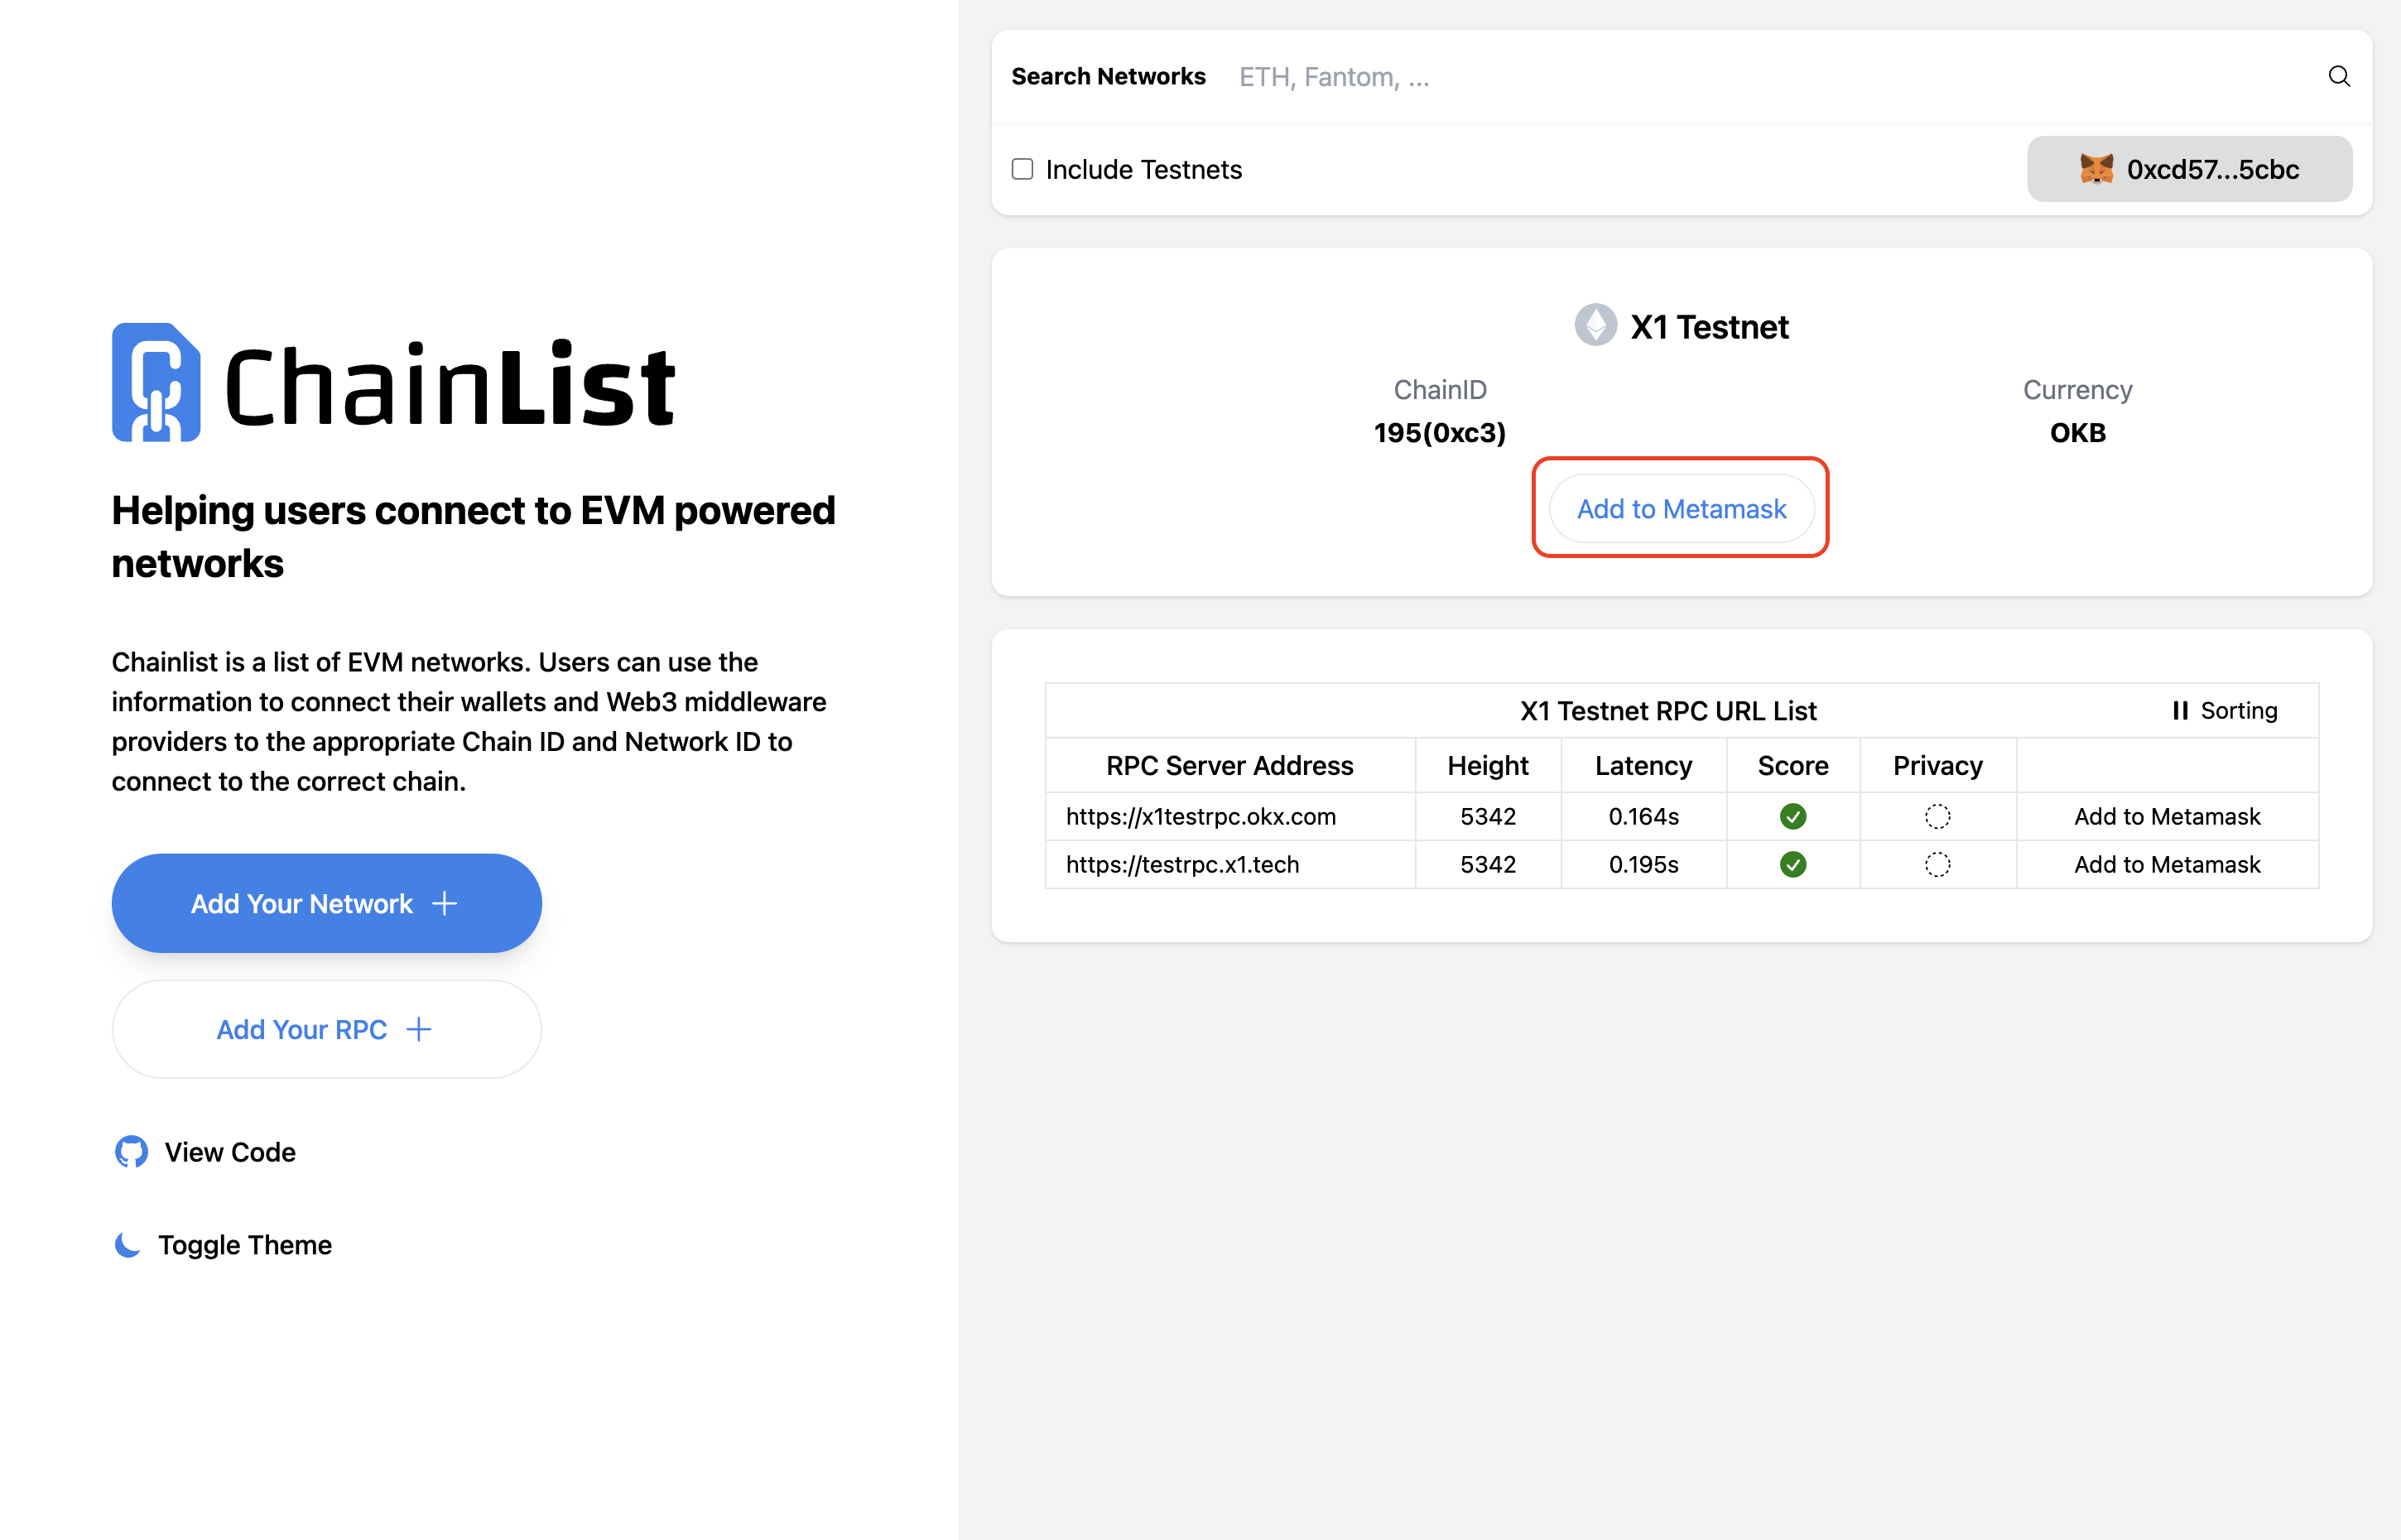 ChainList
Helping users connect to EVM powered
networks
Chainlist is a list of EVM networks. Users can use the
information to connect their wallets and Web3 middleware
providers to the appropriate Chain ID and Network ID to
connect to the correct chain.
Add Your Network
Add Your RPC
View Code
Toggle Theme
Search Networks ETH, Fantom, ...
Include Testnets 0xcd57...5cbc
X1 Testnet
ChainID Currency
195(0xc3) OKB
Add to Metamask
X1 Testnet RPC URL List Sorting
RPC Server Address Height Latency Score Privacy
https://x1testrpc.okx.com 5342 0.164s Add to Metamask
https://testrpc.x1.tech 5342 0.195s Add to Metamask